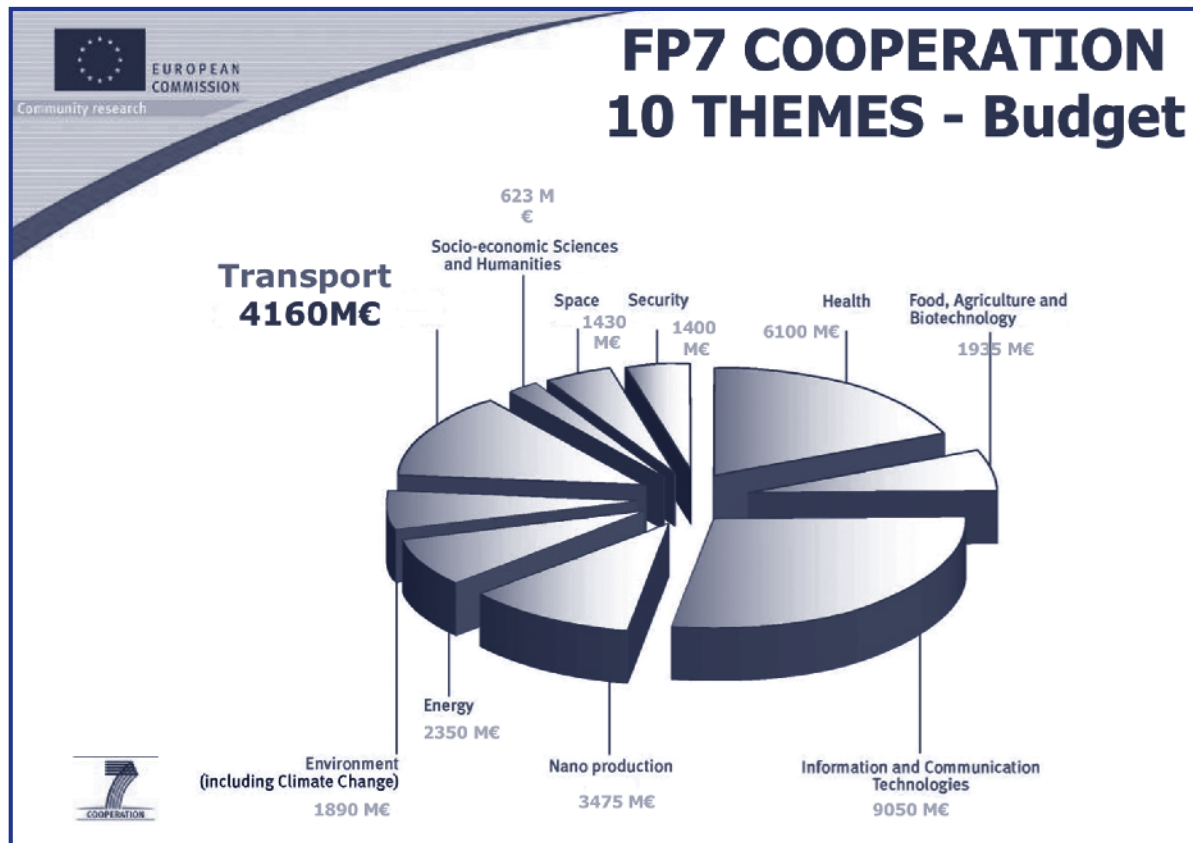 EUROPEAN
COMMISSION
Community research
FP7 COOPERATION
10 THEMES - Budget
623 M
€
Socio-economic Sciences
and Humanities
Transport
4160M€
Space
1430
M€
Security
1400
M€
Health
6100 M€
Food, Agriculture and
Biotechnology
1935 M€
Energy
2350 M€
Environment
(including Climate Change)
1890 M€
Nano production
3475 M€
Information and Communication
Technologies
9050 M€
7
COOPERATION